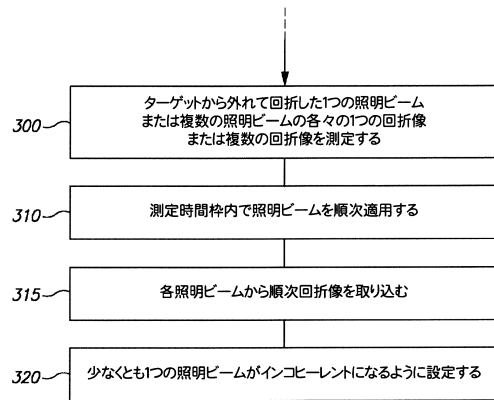 300
ターゲットから外れて回折した1つの照明ビーム
または複数の照明ビームの各々の1つの回折像
または複数の回折像を測定する
310
測定時間枠内で照明ビームを順次適用する
315
各照明ビームから順次回折像を取り込む
320
少なくとも1つの照明ビームがインコヒーレントになるように設定する